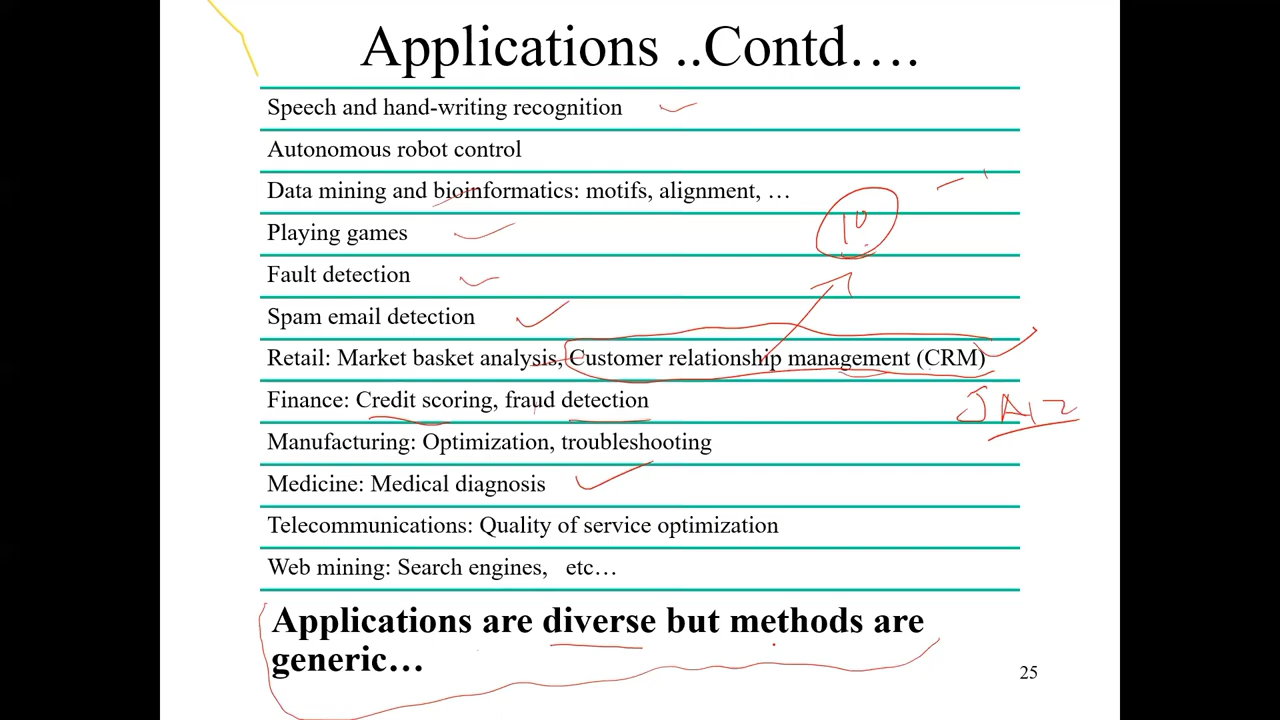 Applications ..Contd….
Speech and hand-writing recognition
Autonomous robot control
Data mining and bioinformatics: motifs, alignment, …
Playing games
10
Fault detection
Spam email detection
Retail: Market basket analysis, Customer relationship management (CRM)
Finance: Credit scoring, fraud detection
Manufacturing: Optimization, troubleshooting
Medicine: Medical diagnosis
Telecommunications: Quality of service optimization
Web mining: Search engines, etc…
Applications are diverse but methods are
generic…
25